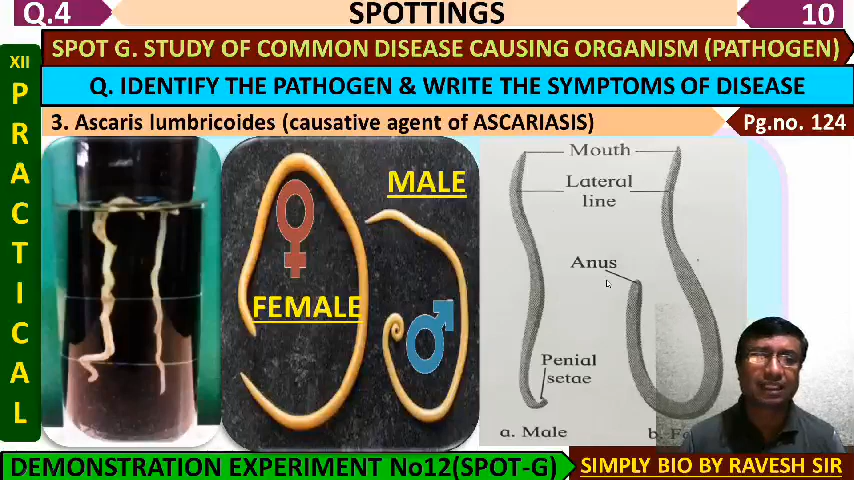 Q.4
SPOTTINGS
10
SPOT G. STUDY OF COMMON DISEASE CAUSING ORGANISM (PATHOGEN)
Q. IDENTIFY THE PATHOGEN & WRITE THE SYMPTOMS OF DISEASE
3. Ascaris lumbricoides (causative agent of ASCARIASIS)
Pg.no. 124
XII
PRACTICAL
MALE
FEMALE
Mouth
Lateral
line
Anus
Penial
setae
a. Male
b.
DEMONSTRATION EXPERIMENT No12(SPOT-G)
SIMPLY BIO BY RAVESH SIR